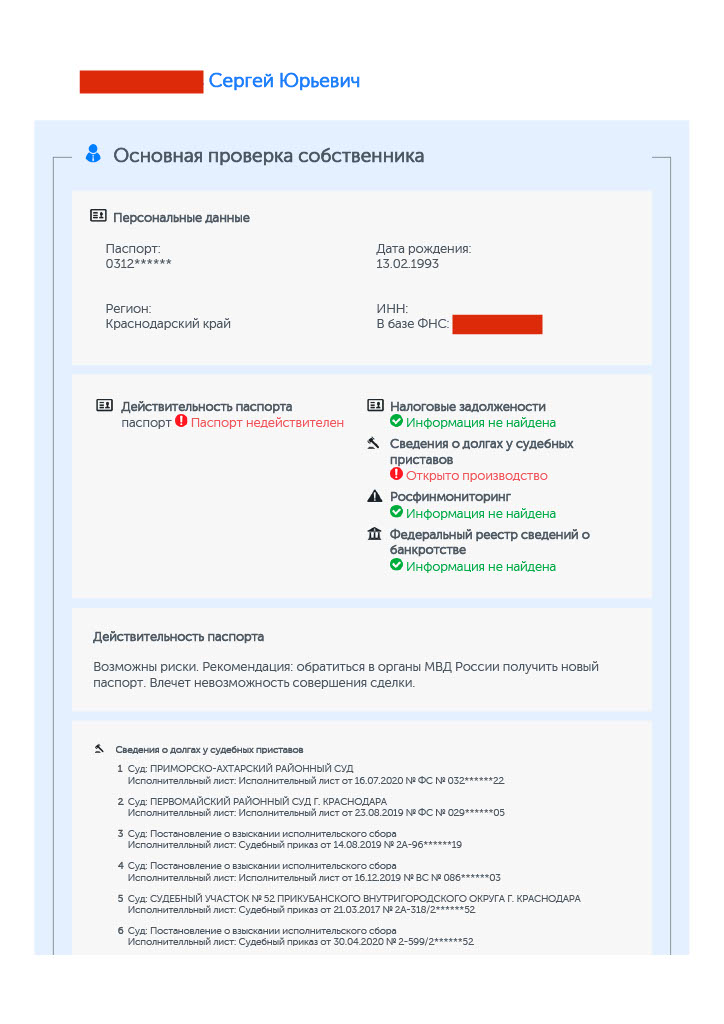 Сергей Юрьевич
Основная проверка собственника
Персональные данные
Паспорт:
0312******
Дата рождения:
13.02.1993
Регион:
Краснодарский край
ИНН:
В базе ФНС:
Действительность паспорта
паспорт Паспорт недействителен
Налоговые задолжености
Информация не найдена
Сведения о долгах у судебных
приставов
Открыто производство
Росфинмониторинг
Информация не найдена
Федеральный реестр сведений о
банкротстве
Информация не найдена
Действительность паспорта
Возможны риски. Рекомендация: обратиться в органы МВД России получить новый
паспорт. Влечет невозможность совершения сделки.
Сведения о долгах у судебных приставов
1 Суд: ПРИМОРСКО-АХТАРСКИЙ РАЙОННЫЙ СУД
Исполнителльный лист: Исполнительный лист от 16.07.2020 № ФС № 032******22
2 Суд: ПЕРВОМАЙСКИЙ РАЙОННЫЙ СУД Г. КРАСНОДАРА
Исполнителльный лист: Исполнительный лист от 23.08.2019 № ФС № 029******05
3 Суд: Постановление о взыскании исполнительского сбора
Исполнителльный лист: Судебный приказ от 14.08.2019 № 2А-96******19
4 Суд: Постановление о взыскании исполнительского сбора
Исполнителльный лист: Исполнительный лист от 16.12.2019 № ВС № 086******03
5 Суд: СУДЕБНЫЙ УЧАСТОК № 52 ПРИКУБАНСКОГО ВНУТРИГОРОДСКОГО ОКРУГА Г. КРАСНОДАРА
Исполнителльный лист: Судебный приказ от 21.03.2017 № 2А-318/2******52
6 Суд: Постановление о взыскании исполнительского сбора
Исполнителльный лист: Судебный приказ от 30.04.2020 № 2-599/2******52